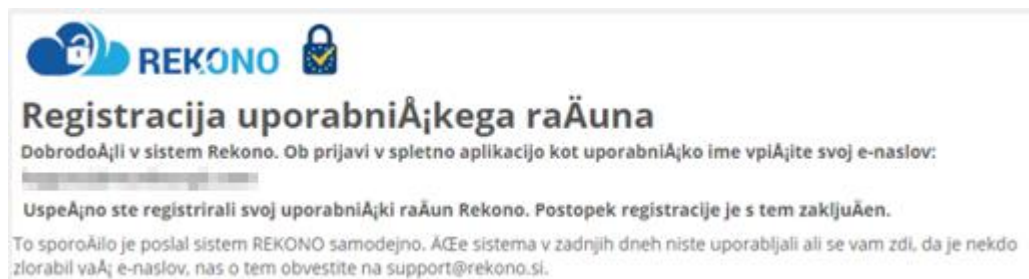 REKONO
Registracija uporabniÅ¡kega raÄuna
DobrodoÅ¡li v sistem Rekono. Ob prijavi v spletno aplikacijo kot uporabniÅ¡ko ime vpiÅ¡ite svoj e-naslov:
UspeÅ¡no ste registrirali svoj uporabniÅ¡ki raÄun Rekono. Postopek registracije je s tem zakljuÄen.
To sporoÄilo je poslal sistem REKONO samodejno. ÄŒe sistema v zadnjih dneh niste uporabljali ali se vam zdi, da je nekdo
zlorabil vaÅ¡ e-naslov, nas o tem obvestite na support@rekono.si.